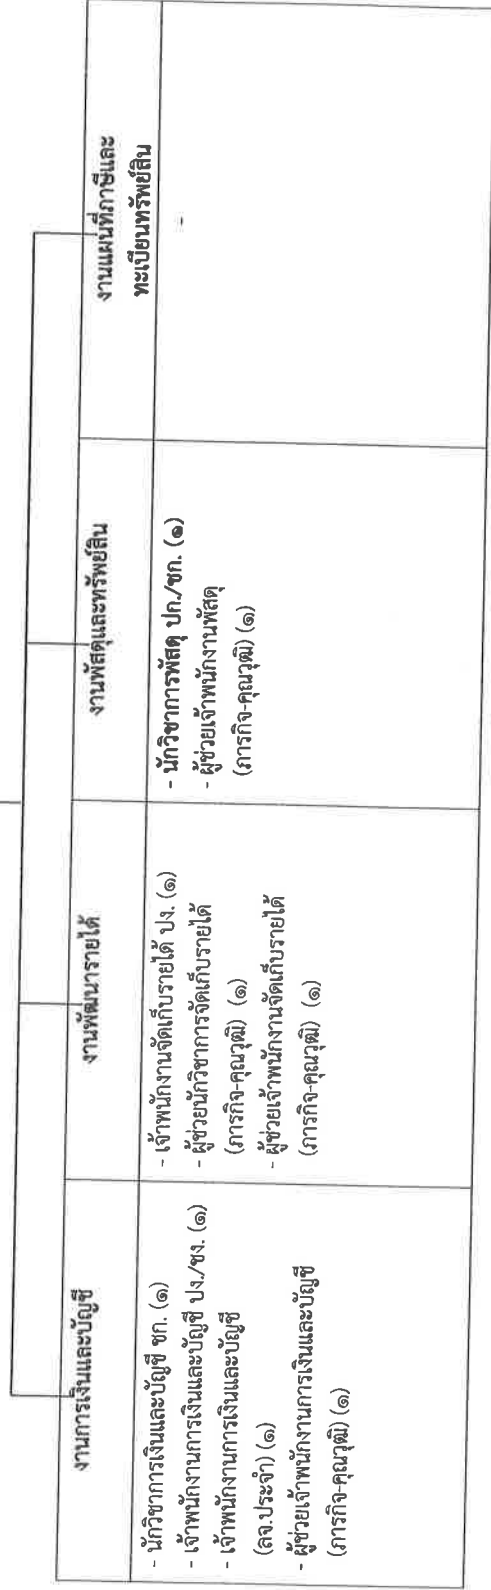 งานการเงินและบัญชี
- นักวิชาการเงินและบัญชี ชก. (๑)
- เจ้าพนักงานการเงินและบัญชี ปง./ชง. (๑)
- เจ้าพนักงานการเงินและบัญชี
(ลจ.ประจำ) (๑)
- ผู้ช่วยเจ้าพนักงานการเงินและบัญชี
(ภารกิจ-คุณวุฒิ) (๑)
งานพัฒนารายได้
- เจ้าพนักงานจัดเก็บรายได้ ปง. (๑)
- ผู้ช่วยนักวิชาการจัดเก็บรายได้
(ภารกิจ-คุณวุฒิ) (๑)
- ผู้ช่วยเจ้าพนักงานจัดเก็บรายได้
(ภารกิจ-คุณวุฒิ) (๑)
งานพัสดุและทรัพย์สิน
- นักวิชาการพัสดุ ปก./ชก. (๑)
- ผู้ช่วยเจ้าพนักงานพัสดุ
(ภารกิจ-คุณวุฒิ) (๑)
งานแผนที่ภาษีและ
ทะเบียนทรัพย์สิน
-